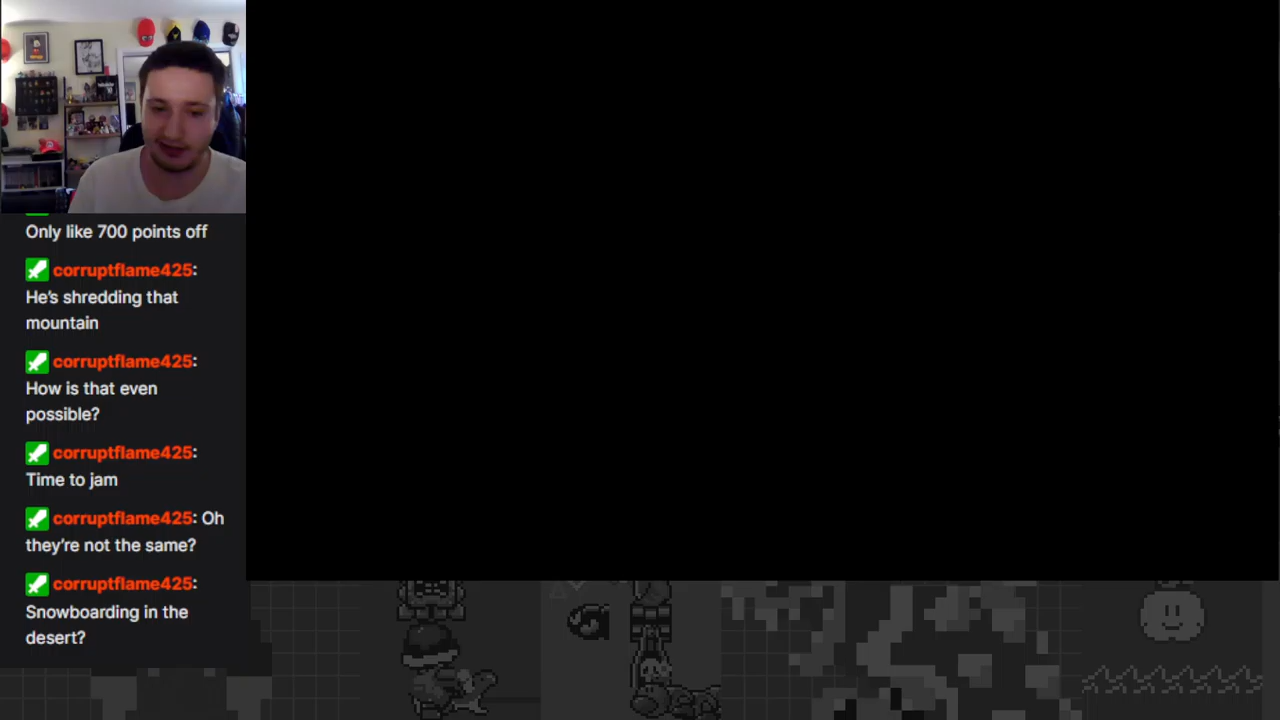 Only like 700 points off
corruptflame425:
He's shredding that
mountain
corruptflame425:
How is that even
possible?
corruptflame425:
Time to jam
corruptflame425: Oh
they're not the same?
corruptflame425:
Snowboarding in the
desert?